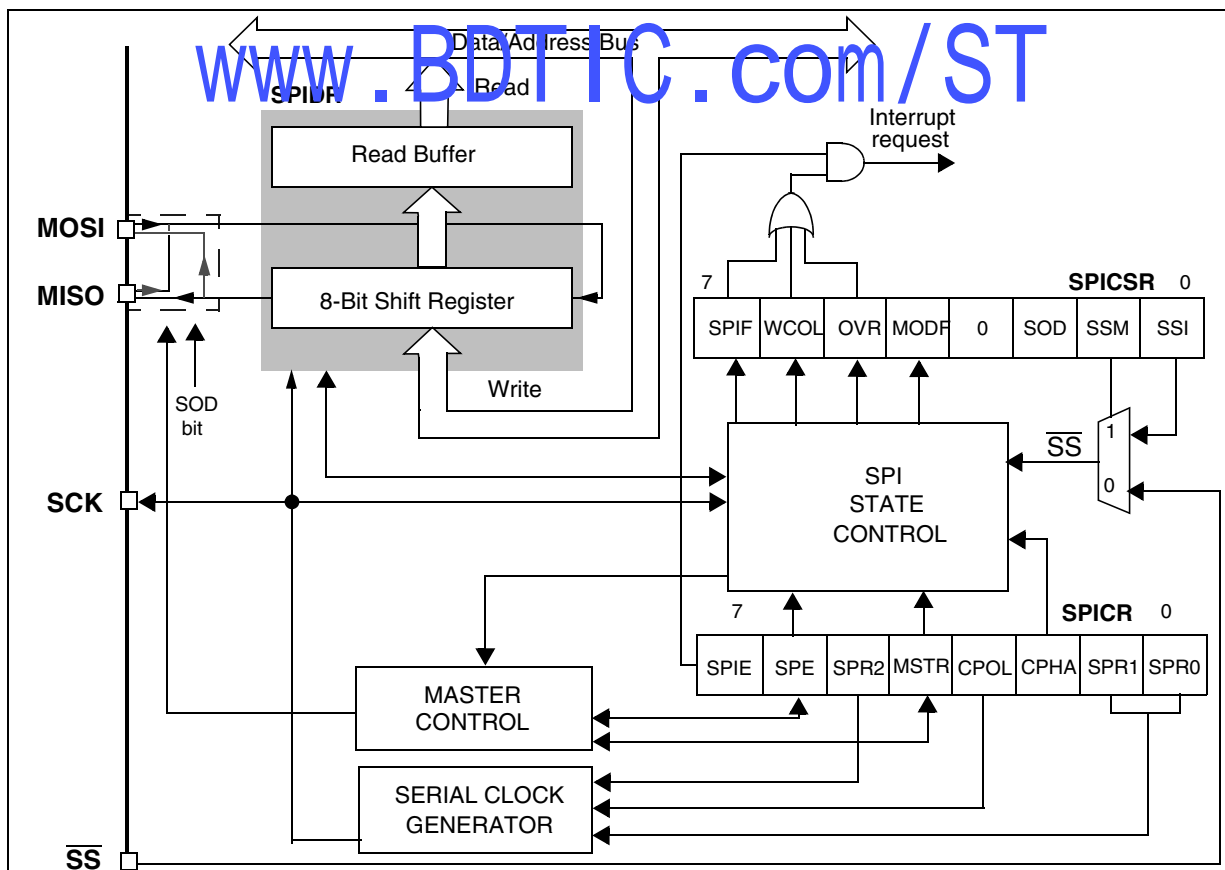 Data/Address Bus
www.BDTIC.com/ST
SPIDR
Read
Interrupt
request
Read Buffer
MOSI
MISO
8-Bit Shift Register
7
SPICSR
0
SPIF
WCOL
OVR
MODF
0
SOD
SSM
SSI
Write
SOD
bit
1
SS
0
SCK
SPI
STATE
CONTROL
7
SPICR
0
SPIE
SPE
SPR2
MSTR
CPOL
CPHA
SPR1
SPR0
MASTER
CONTROL
SERIAL CLOCK
GENERATOR
SS